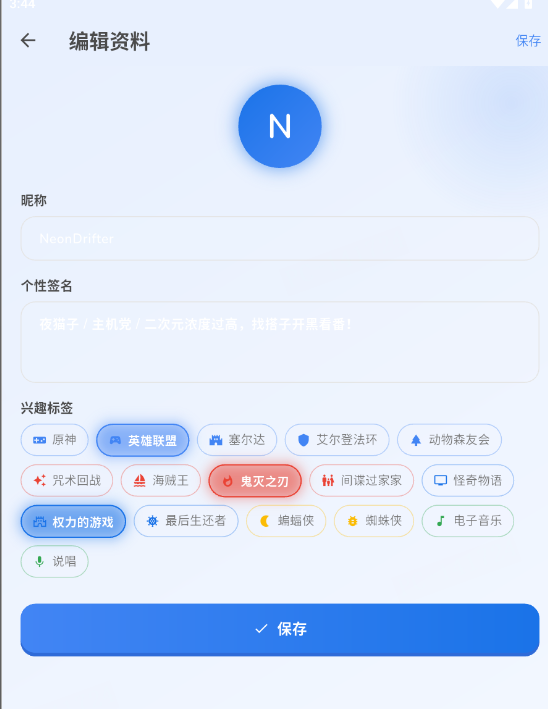 3:44
编辑资料
保存
N
昵称
NeonDrifter
个性签名
夜猫子 / 主机党 / 二次元浓度过高，找搭子开黑看番！
兴趣标签
原神 英雄联盟 塞尔达 艾尔登法环 动物森友会
咒术回战 海贼王 鬼灭之刃 间谍过家家 怪奇物语
权力的游戏 最后生还者 蝙蝠侠 蜘蛛侠 电子音乐
说唱
保存